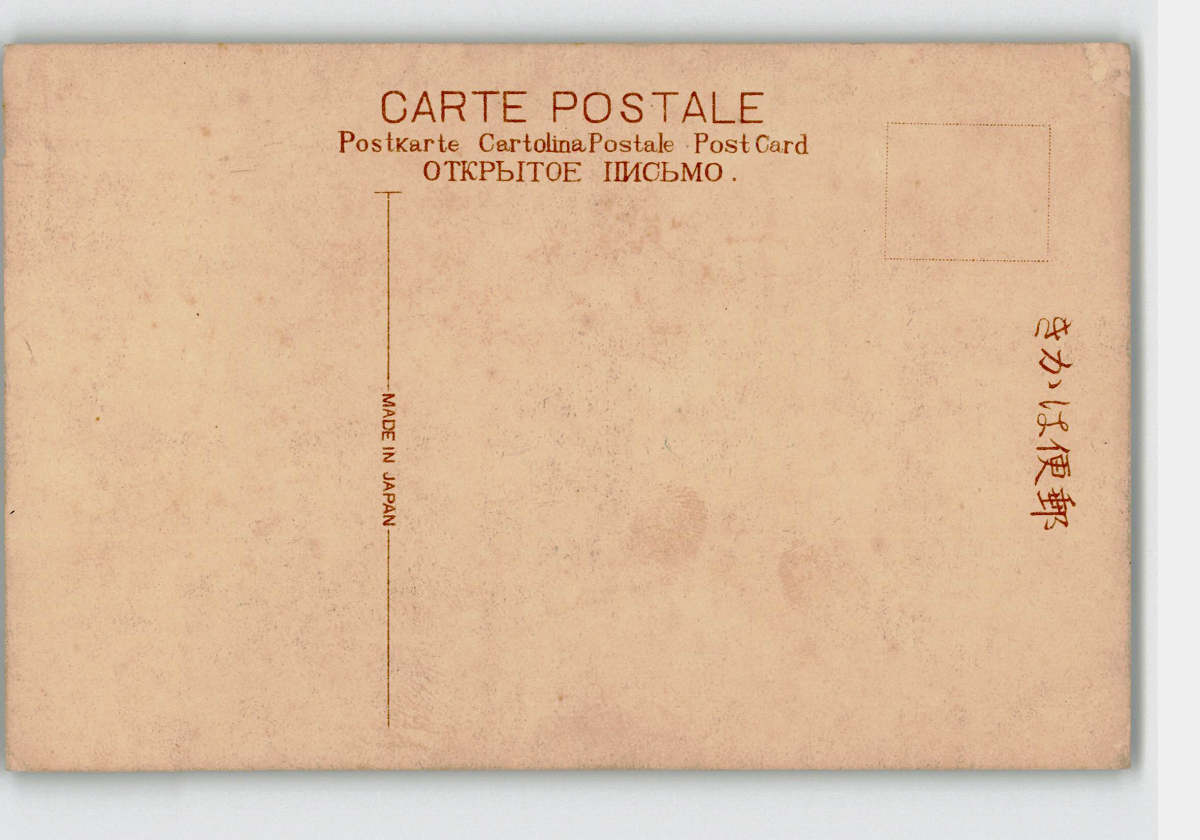 CARTE POSTALE
Postkarte Cartolina Postale Post Card
ОТКРЫТОЕ ПИСЬМО.
MADE IN JAPAN
きかは便郵